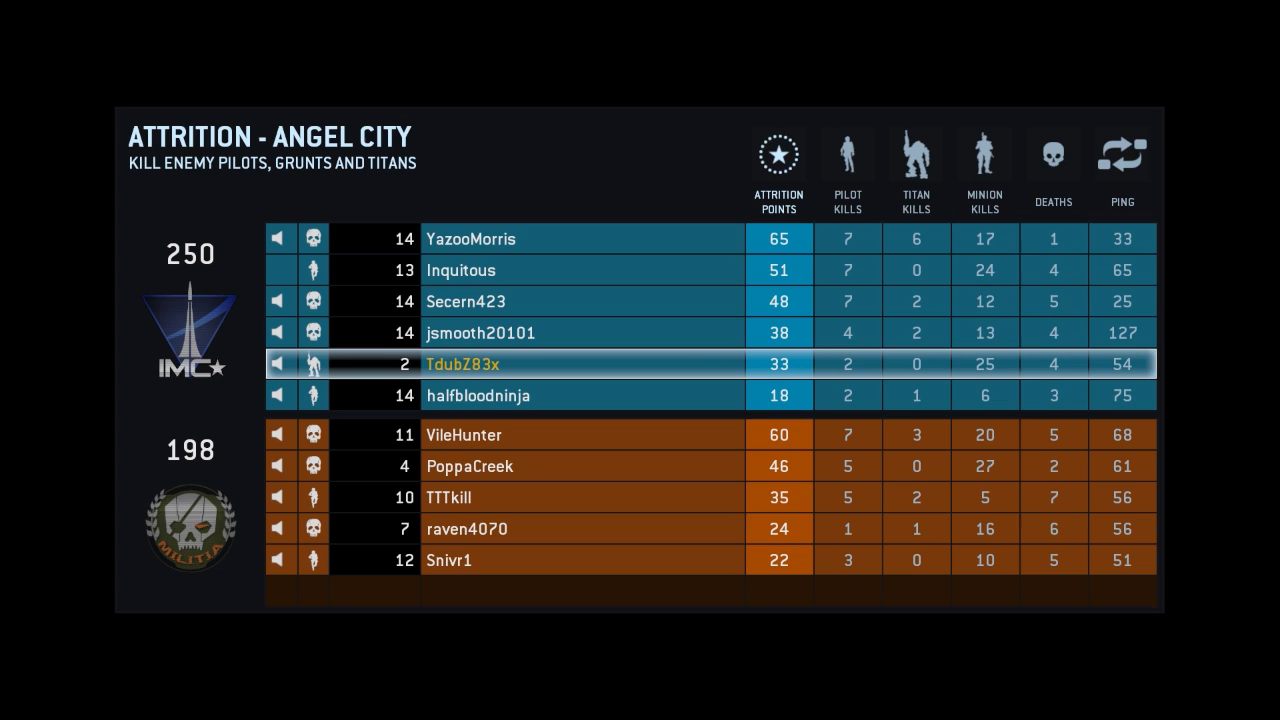 ATTRITION - ANGEL CITY
KILL ENEMY PILOTS, GRUNTS AND TITANS
ATTRITION POINTS PILOT KILLS TITAN KILLS MINION KILLS DEATHS PING
250
IMC
14 YazooMorris 65 7 6 17 1 33
13 Inquitous 51 7 0 24 4 65
14 Secern423 48 7 2 12 5 25
14 jsmooth20101 38 4 2 13 4 127
2 TdubZ83x 33 2 0 25 4 54
14 halfbloodninja 18 2 1 6 3 75
198
MILITIA
11 VileHunter 60 7 3 20 5 68
4 PoppaCreek 46 5 0 27 2 61
10 TTTkill 35 5 2 5 7 56
7 raven4070 24 1 1 16 6 56
12 Snivr1 22 3 0 10 5 51